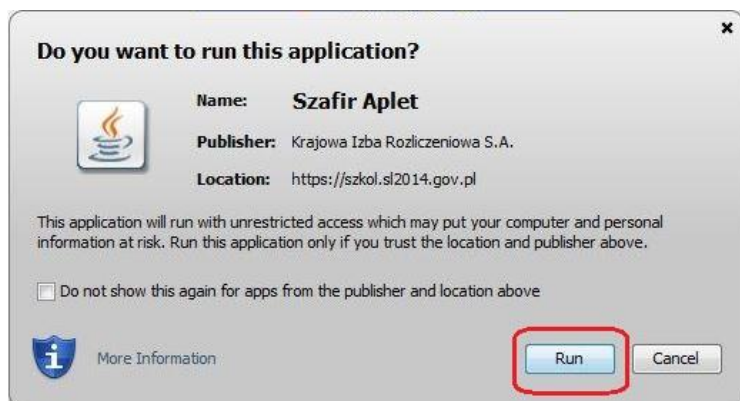 Do you want to run this application?
Name: Szafir Aplet
Publisher: Krajowa Izba Rozliczeniowa S.A.
Location: https://szkol.sl2014.gov.pl
This application will run with unrestricted access which may put your computer and personal
information at risk. Run this application only if you trust the location and publisher above.
Do not show this again for apps from the publisher and location above
More Information
Run
Cancel